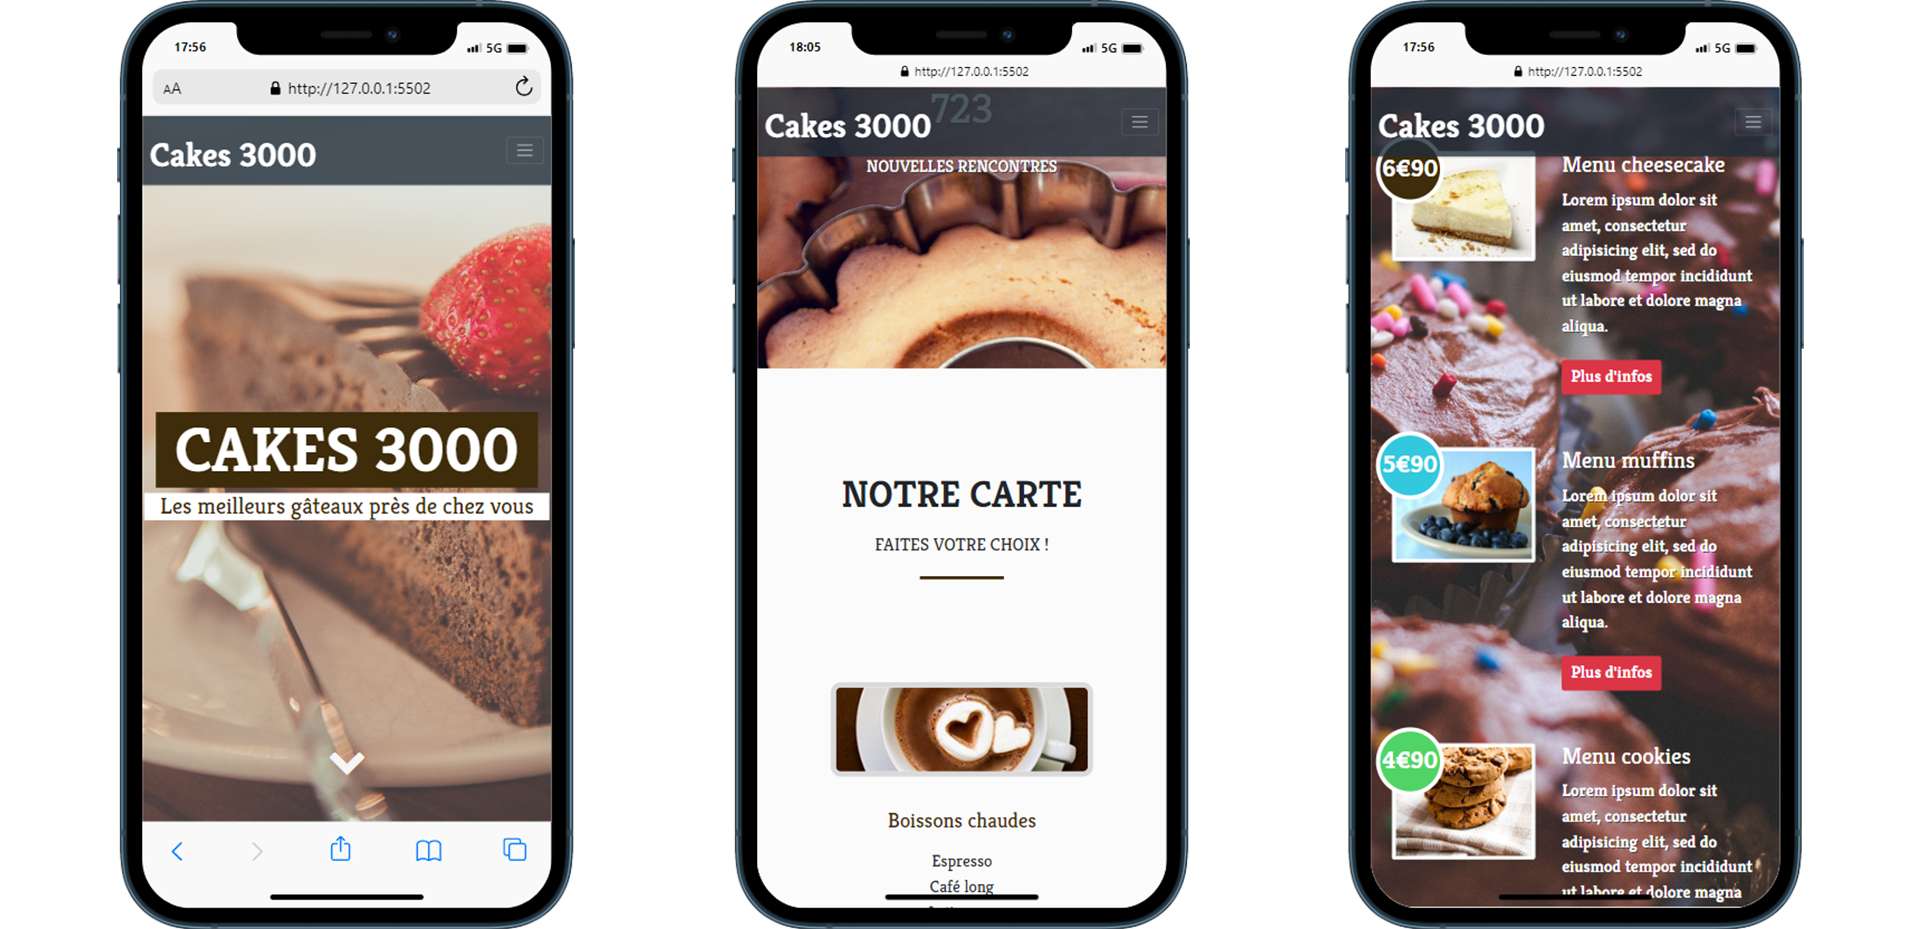 17:56
5G
AA
http://127.0.0.1:5502
Cakes 3000
CAKES 3000
Les meilleurs gâteaux près de chez vous
18:05
5G
http://127.0.0.1:5502
723
Cakes 3000
NOUVELLES RENCONTRES
NOTRE CARTE
FAITES VOTRE CHOIX !
Boissons chaudes
Espresso
Café long
17:56
5G
http://127.0.0.1:5502
Cakes 3000
6€90
Menu cheesecake
Lorem ipsum dolor sit
amet, consectetur
adipisicing elit, sed do
eiusmod tempor incididunt
ut labore et dolore magna
aliqua.
Plus d'infos
5€90
Menu muffins
Lorem ipsum dolor sit
amet, consectetur
adipisicing elit, sed do
eiusmod tempor incididunt
ut labore et dolore magna
aliqua.
Plus d'infos
4€90
Menu cookies
Lorem ipsum dolor sit
amet, consectetur
adipisicing elit, sed do
eiusmod tempor incididunt
ut labore et dolore magna